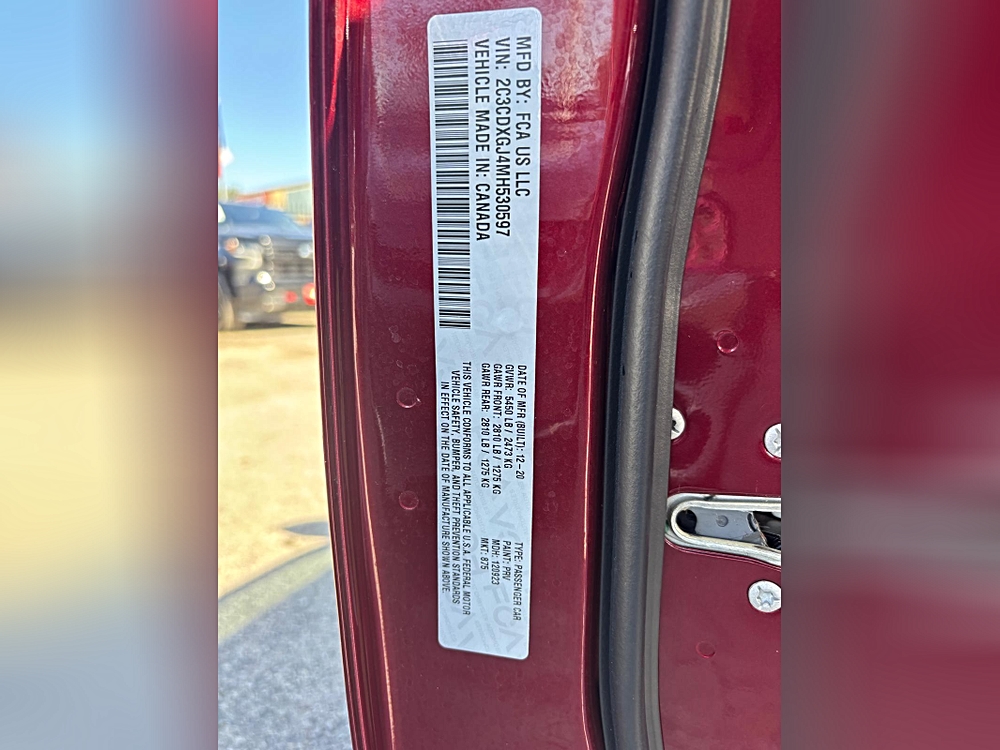 MFD BY: FCA US LLC
VIN: 2C3CDXGJ4MH530597
VEHICLE MADE IN: CANADA
DATE OF MFR (BUILT): 12-20
GVWR: 5450 LB / 2473 KG
GAWR FRONT: 2810 LB / 1275 KG
GAWR REAR: 2810 LB / 1275 KG
THIS VEHICLE CONFORMS TO ALL APPLICABLE U.S.A. FEDERAL MOTOR
VEHICLE SAFETY, BUMPER, AND THEFT PREVENTION STANDARDS
IN EFFECT ON THE DATE OF MANUFACTURE SHOWN ABOVE.
TYPE: PASSENGER CAR
PAINT: PRV
MDH: 120923
MKT: 875